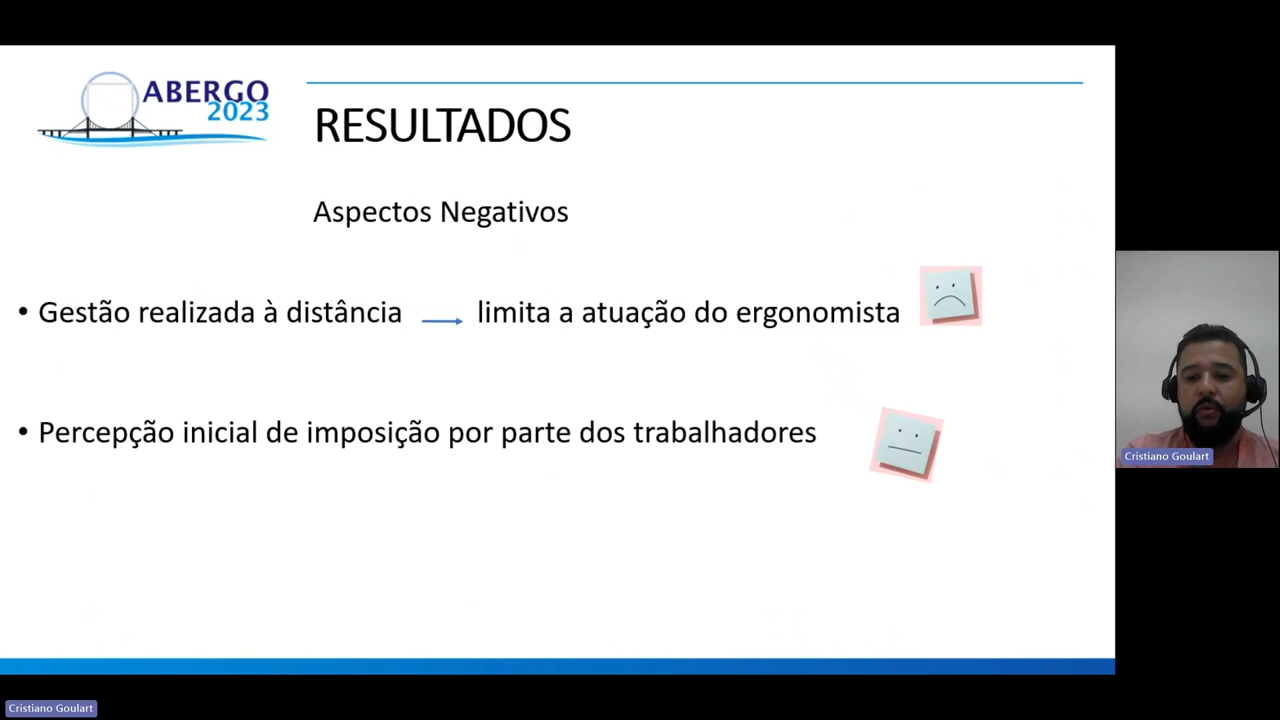 ABERGO
2023
RESULTADOS
Aspectos Negativos
• Gestão realizada à distância limita a atuação do ergonomista
• Percepção inicial de imposição por parte dos trabalhadores
Cristiano Goulart
Cristiano Goulart